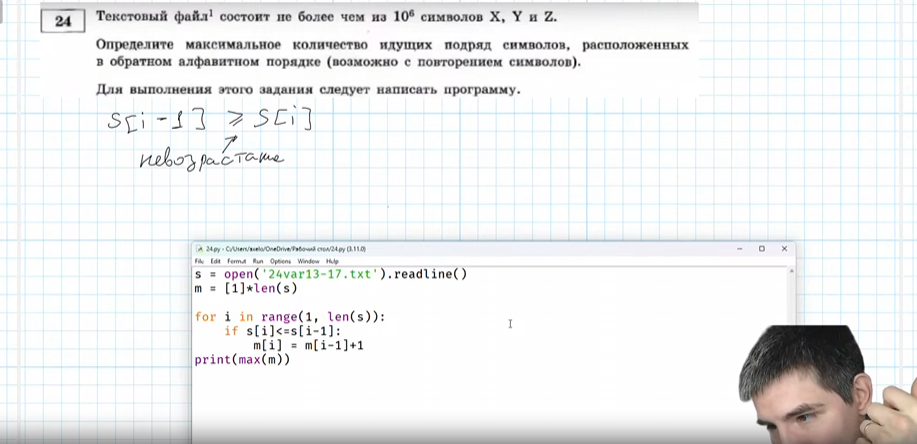 24
Текстовый файл¹ состоит не более чем из 10⁶ символов X, Y и Z.
Определите максимальное количество идущих подряд символов, расположенных
в обратном алфавитном порядке (возможно с повторением символов).
Для выполнения этого задания следует написать программу.
S[i-1] ⩾ S[i]
невозрастание
24.py - C:/Users/axelo/OneDrive/Рабочий стол/24.py (3.11.0)
File Edit Format Run Options Window Help
s = open('24var13-17.txt').readline()
m = [1]*len(s)
for i in range(1, len(s)):
if s[i]<=s[i-1]:
m[i] = m[i-1]+1
print(max(m))